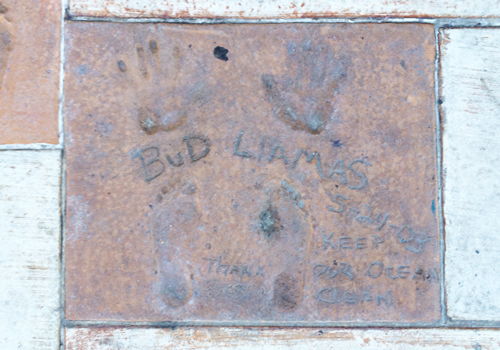 BUD LLAMAS
KEEP
THANK OUR OCEAN
CLEAN